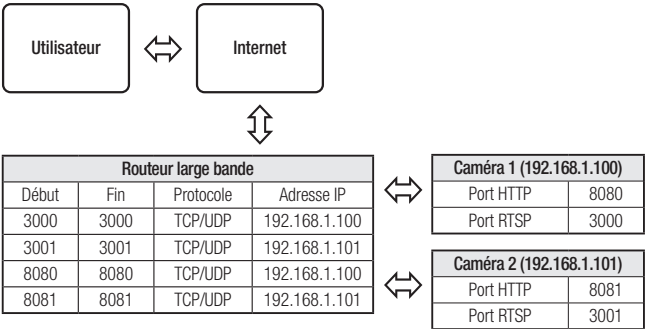 Utilisateur
Internet
Routeur large bande
Début Fin Protocole Adresse IP
3000 3000 TCP/UDP 192.168.1.100
3001 3001 TCP/UDP 192.168.1.101
8080 8080 TCP/UDP 192.168.1.100
8081 8081 TCP/UDP 192.168.1.101
Caméra 1 (192.168.1.100)
Port HTTP 8080
Port RTSP 3000
Caméra 2 (192.168.1.101)
Port HTTP 8081
Port RTSP 3001